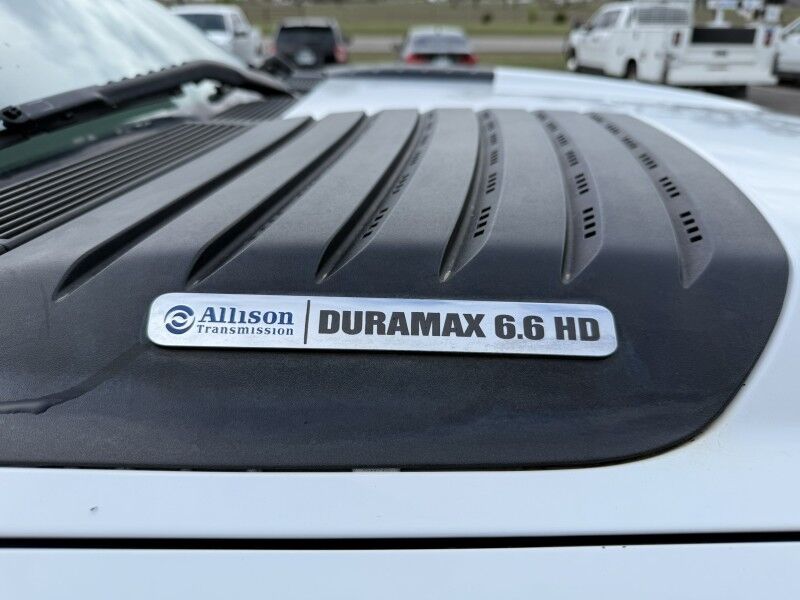 Allison
Transmission
DURAMAX 6.6 HD